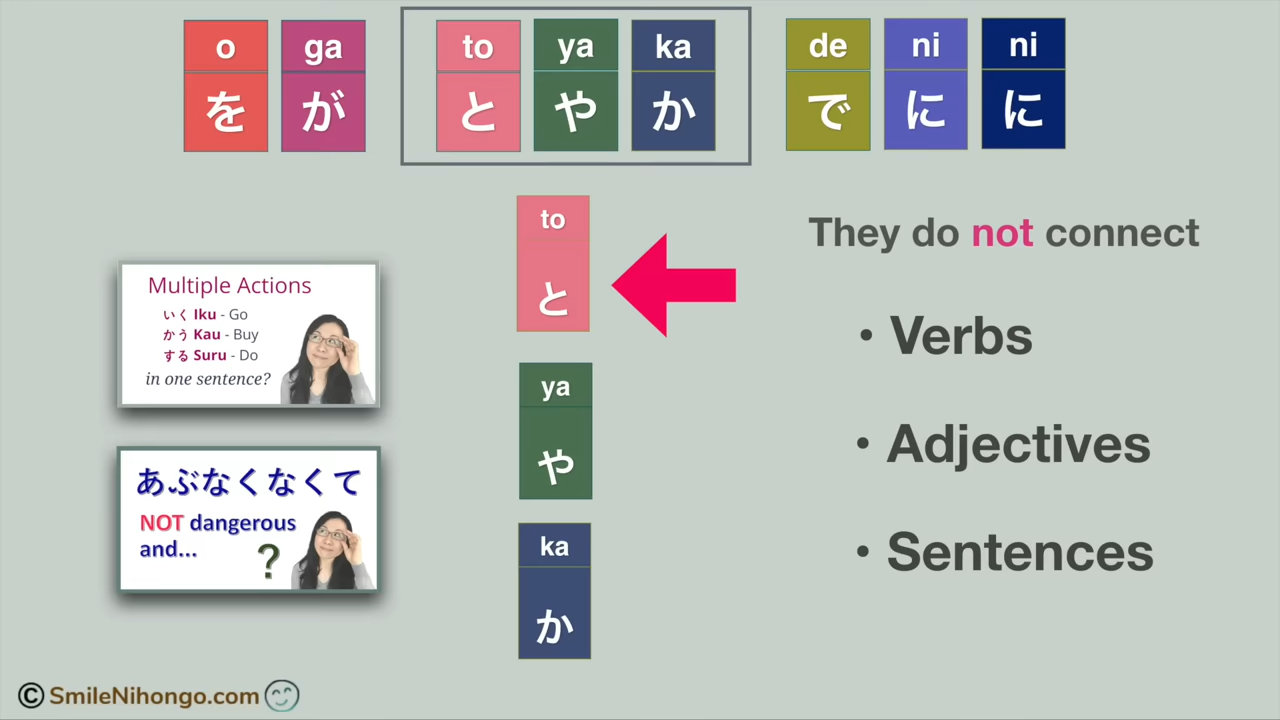 o
ga
to
ya
ka
de
ni
ni
を
が
と
や
か
で
に
に
Multiple Actions
いく Iku - Go
かう Kau - Buy
する Suru - Do
in one sentence?
あぶなくなくて
NOT dangerous
and...
?
to
と
ya
や
ka
か
They do not connect
• Verbs
• Adjectives
• Sentences
© SmileNihongo.com